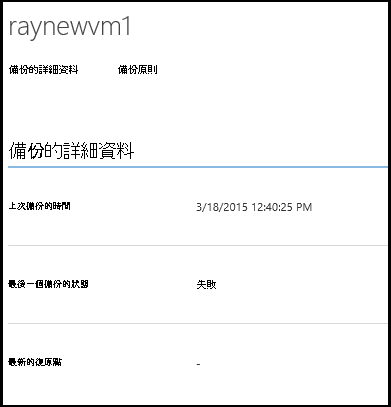 raynewvm1
備份的詳細資料 備份原則
備份的詳細資料
上次備份的時間 3/18/2015 12:40:25 PM
最後一個備份的狀態 失敗
最新的復原點 -